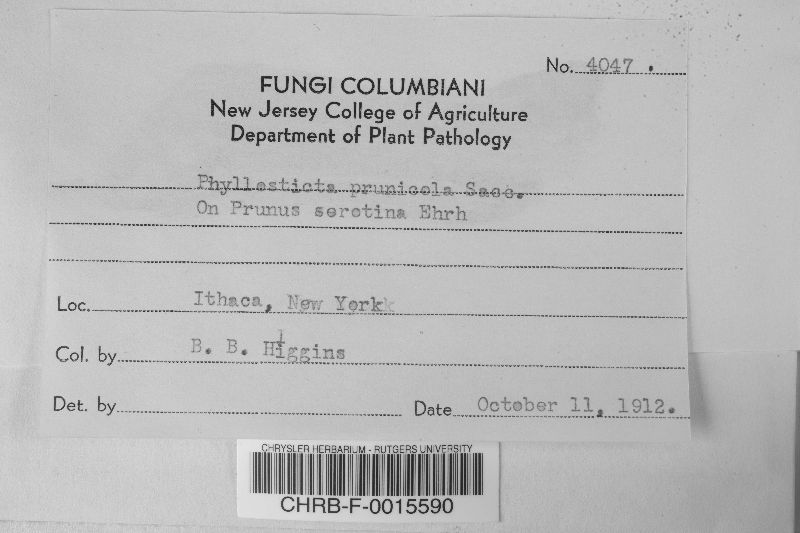 No. 4047 .
FUNGI COLUMBIANI
New Jersey College of Agriculture
Department of Plant Pathology
Phyllosticta prunicola Sacc.
On Prunus serotina Ehrh
Loc. Ithaca, New York
Col. by B. B. Higgins
Det. by
Date October 11, 1912.
CHRYSLER HERBARIUM - RUTGERS UNIVERSITY
CHRB-F-0015590